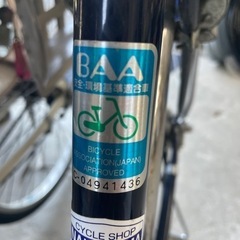 BAA
安全・環境基準適合車
BICYCLE
ASSOCIATION(JAPAN)
APPROVED
04941436
CYCLE SHOP